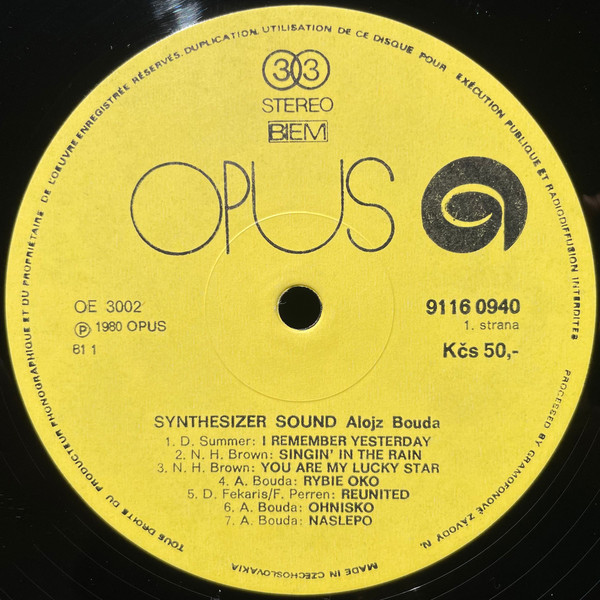 TOUS DROITS DU PRODUCTEUR PHONOGRAPHIQUE ET DU PROPRIÉTAIRE DE L'OEUVRE ENREGISTRÉE RÉSERVÉS. DUPLICATION, UTILISATION DE CE DISQUE POUR EXÉCUTION PUBLIQUE ET RADIODIFFUSION INTERDITES
33
STEREO
BIEM
OPUS
OE 3002
℗ 1980 OPUS
81 1
9116 0940
1. strana
Kčs 50,-
SYNTHESIZER SOUND Alojz Bouda
1. D. Summer: I REMEMBER YESTERDAY
2. N. H. Brown: SINGIN' IN THE RAIN
3. N. H. Brown: YOU ARE MY LUCKY STAR
4. A. Bouda: RYBIE OKO
5. D. Fekaris/F. Perren: REUNITED
6. A. Bouda: OHNISKO
7. A. Bouda: NASLEPO
PROCESSED BY GRAMOFONOVÉ ZÁVODY N.
MADE IN CZECHOSLOVAKIA